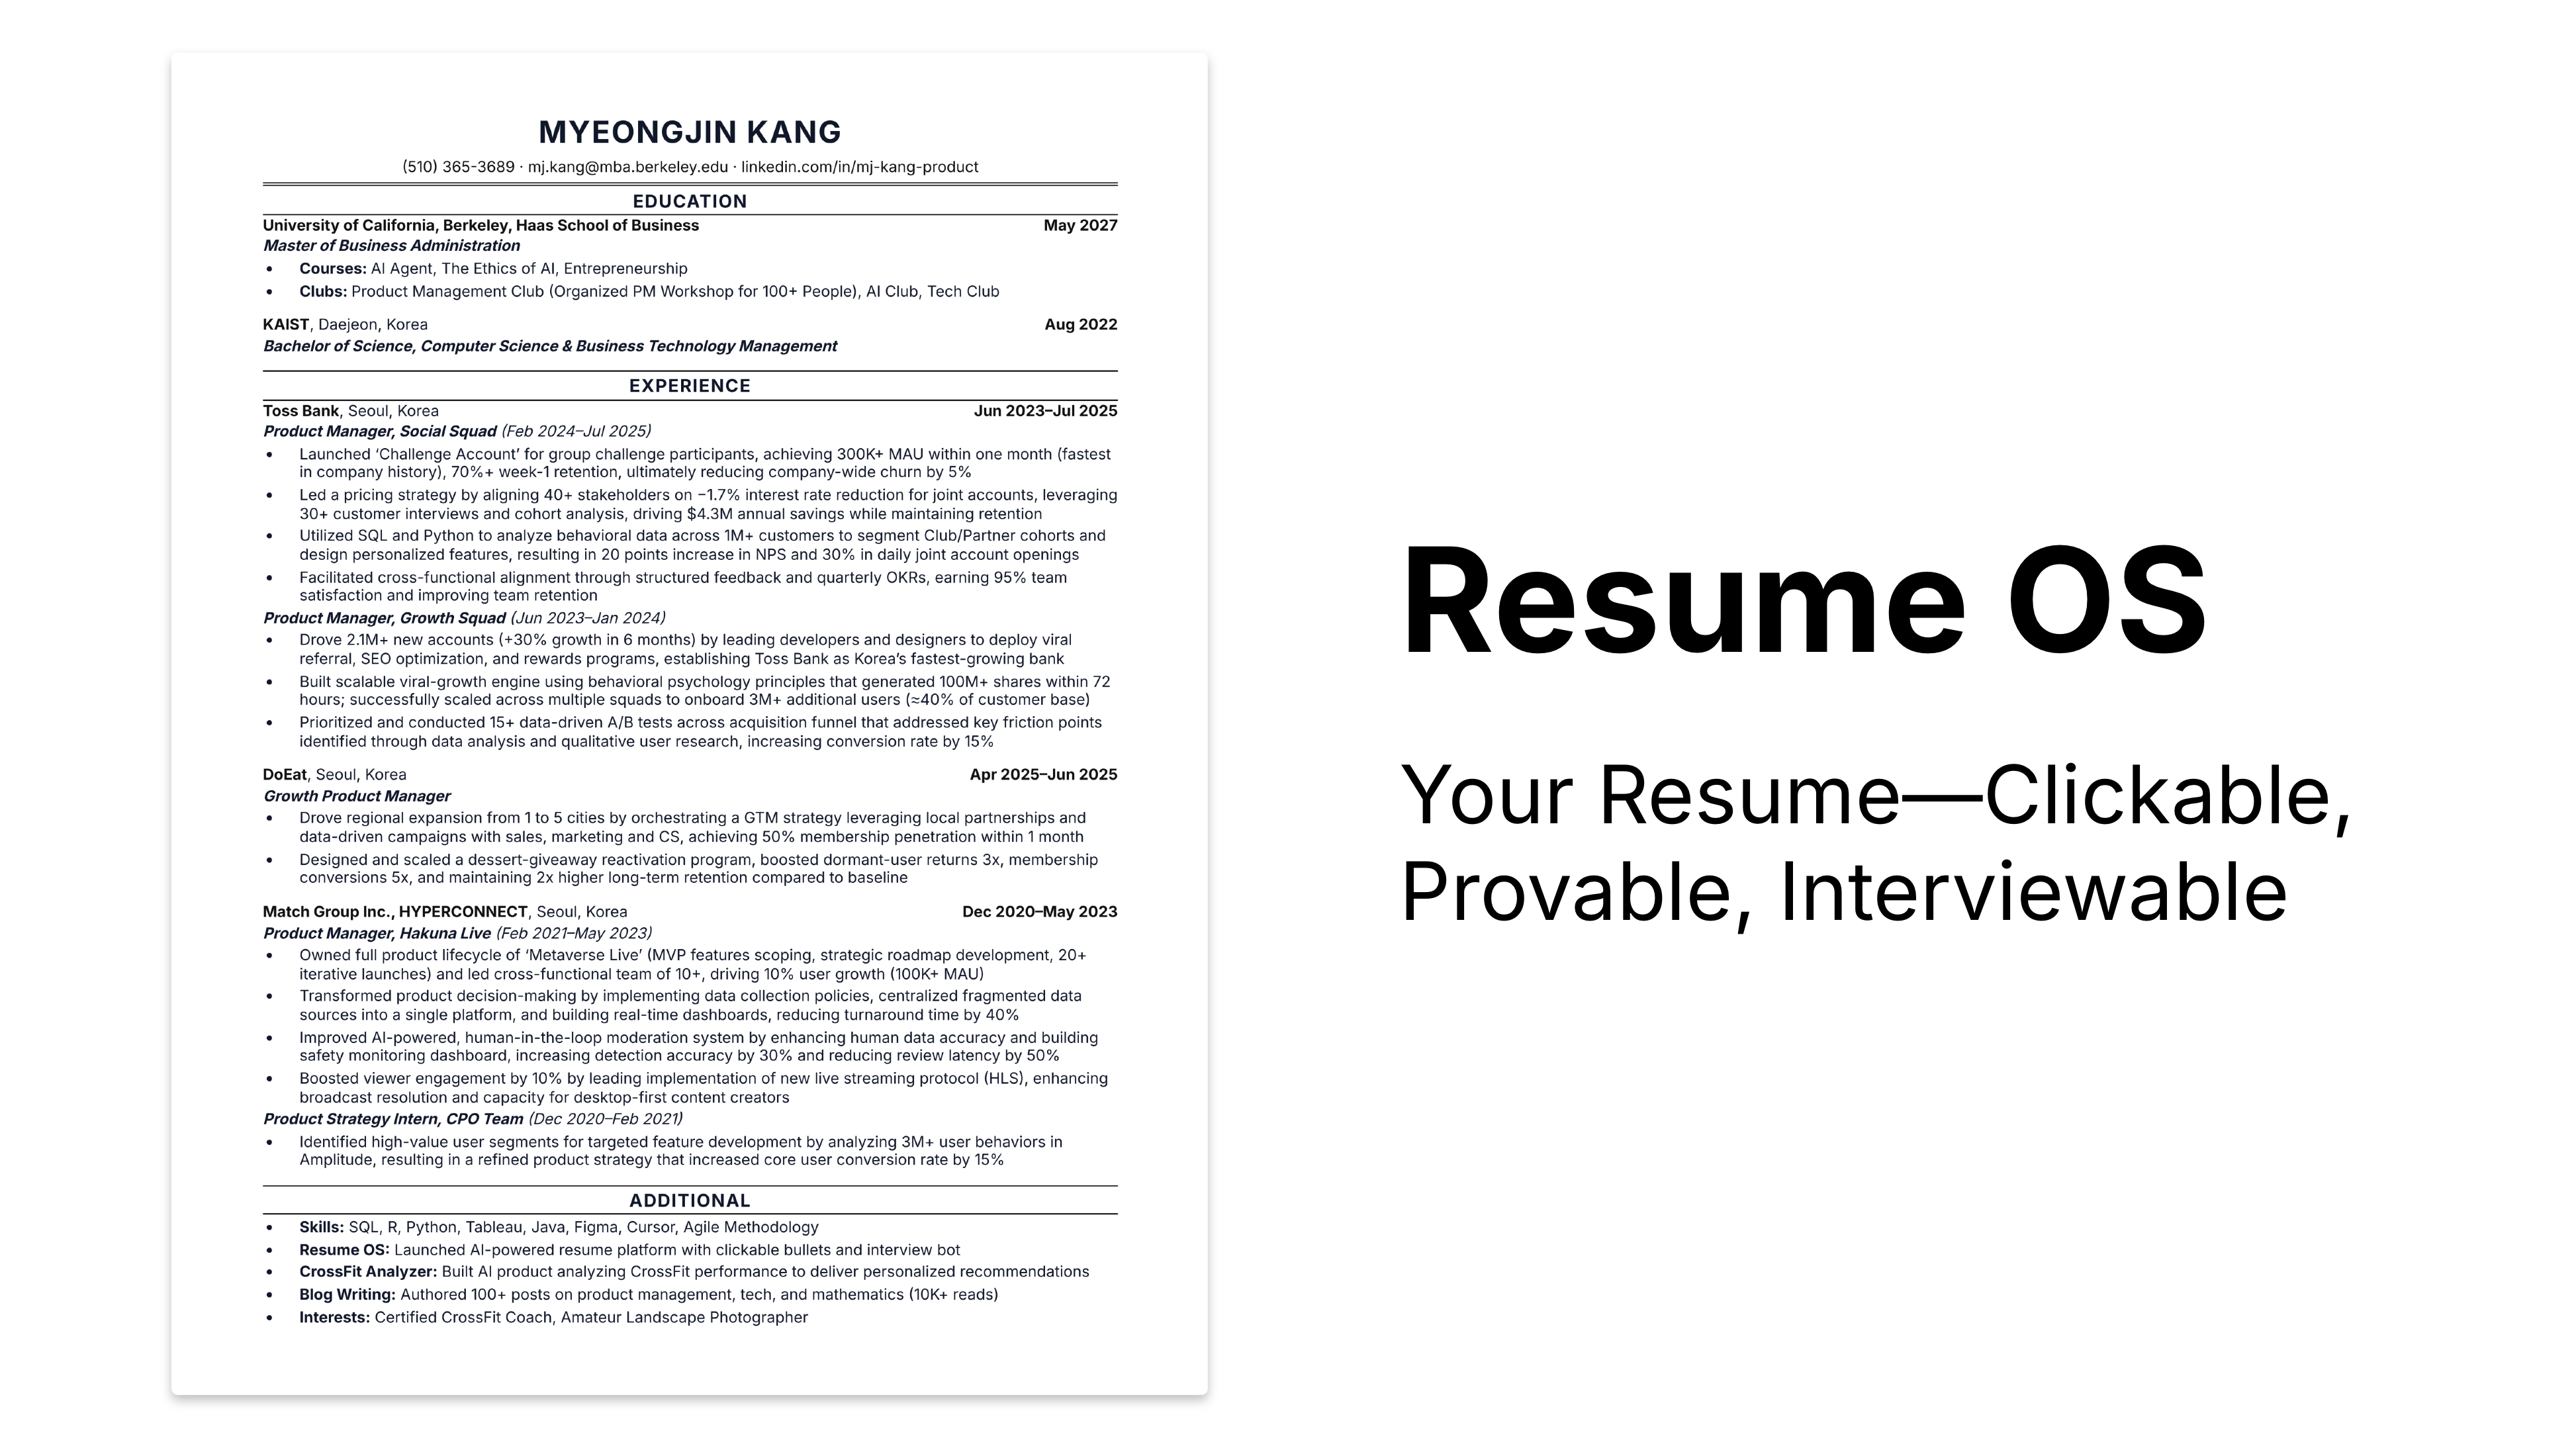 MYEONGJIN KANG
(510) 365-3689 · mj.kang@mba.berkeley.edu · linkedin.com/in/mj-kang-product
EDUCATION
University of California, Berkeley, Haas School of Business May 2027
Master of Business Administration
• Courses: AI Agent, The Ethics of AI, Entrepreneurship
• Clubs: Product Management Club (Organized PM Workshop for 100+ People), AI Club, Tech Club
KAIST, Daejeon, Korea Aug 2022
Bachelor of Science, Computer Science & Business Technology Management
EXPERIENCE
Toss Bank, Seoul, Korea Jun 2023–Jul 2025
Product Manager, Social Squad (Feb 2024–Jul 2025)
• Launched ‘Challenge Account’ for group challenge participants, achieving 300K+ MAU within one month (fastest
in company history), 70%+ week-1 retention, ultimately reducing company-wide churn by 5%
• Led a pricing strategy by aligning 40+ stakeholders on −1.7% interest rate reduction for joint accounts, leveraging
30+ customer interviews and cohort analysis, driving $4.3M annual savings while maintaining retention
• Utilized SQL and Python to analyze behavioral data across 1M+ customers to segment Club/Partner cohorts and
design personalized features, resulting in 20 points increase in NPS and 30% in daily joint account openings
• Facilitated cross-functional alignment through structured feedback and quarterly OKRs, earning 95% team
satisfaction and improving team retention
Product Manager, Growth Squad (Jun 2023–Jan 2024)
• Drove 2.1M+ new accounts (+30% growth in 6 months) by leading developers and designers to deploy viral
referral, SEO optimization, and rewards programs, establishing Toss Bank as Korea’s fastest-growing bank
• Built scalable viral-growth engine using behavioral psychology principles that generated 100M+ shares within 72
hours; successfully scaled across multiple squads to onboard 3M+ additional users (≈40% of customer base)
• Prioritized and conducted 15+ data-driven A/B tests across acquisition funnel that addressed key friction points
identified through data analysis and qualitative user research, increasing conversion rate by 15%
DoEat, Seoul, Korea Apr 2025–Jun 2025
Growth Product Manager
• Drove regional expansion from 1 to 5 cities by orchestrating a GTM strategy leveraging local partnerships and
data-driven campaigns with sales, marketing and CS, achieving 50% membership penetration within 1 month
• Designed and scaled a dessert-giveaway reactivation program, boosted dormant-user returns 3x, membership
conversions 5x, and maintaining 2x higher long-term retention compared to baseline
Match Group Inc., HYPERCONNECT, Seoul, Korea Dec 2020–May 2023
Product Manager, Hakuna Live (Feb 2021–May 2023)
• Owned full product lifecycle of ‘Metaverse Live’ (MVP features scoping, strategic roadmap development, 20+
iterative launches) and led cross-functional team of 10+, driving 10% user growth (100K+ MAU)
• Transformed product decision-making by implementing data collection policies, centralized fragmented data
sources into a single platform, and building real-time dashboards, reducing turnaround time by 40%
• Improved AI-powered, human-in-the-loop moderation system by enhancing human data accuracy and building
safety monitoring dashboard, increasing detection accuracy by 30% and reducing review latency by 50%
• Boosted viewer engagement by 10% by leading implementation of new live streaming protocol (HLS), enhancing
broadcast resolution and capacity for desktop-first content creators
Product Strategy Intern, CPO Team (Dec 2020–Feb 2021)
• Identified high-value user segments for targeted feature development by analyzing 3M+ user behaviors in
Amplitude, resulting in a refined product strategy that increased core user conversion rate by 15%
ADDITIONAL
• Skills: SQL, R, Python, Tableau, Java, Figma, Cursor, Agile Methodology
• Resume OS: Launched AI-powered resume platform with clickable bullets and interview bot
• CrossFit Analyzer: Built AI product analyzing CrossFit performance to deliver personalized recommendations
• Blog Writing: Authored 100+ posts on product management, tech, and mathematics (10K+ reads)
• Interests: Certified CrossFit Coach, Amateur Landscape Photographer
Resume OS
Your Resume—Clickable,
Provable, Interviewable